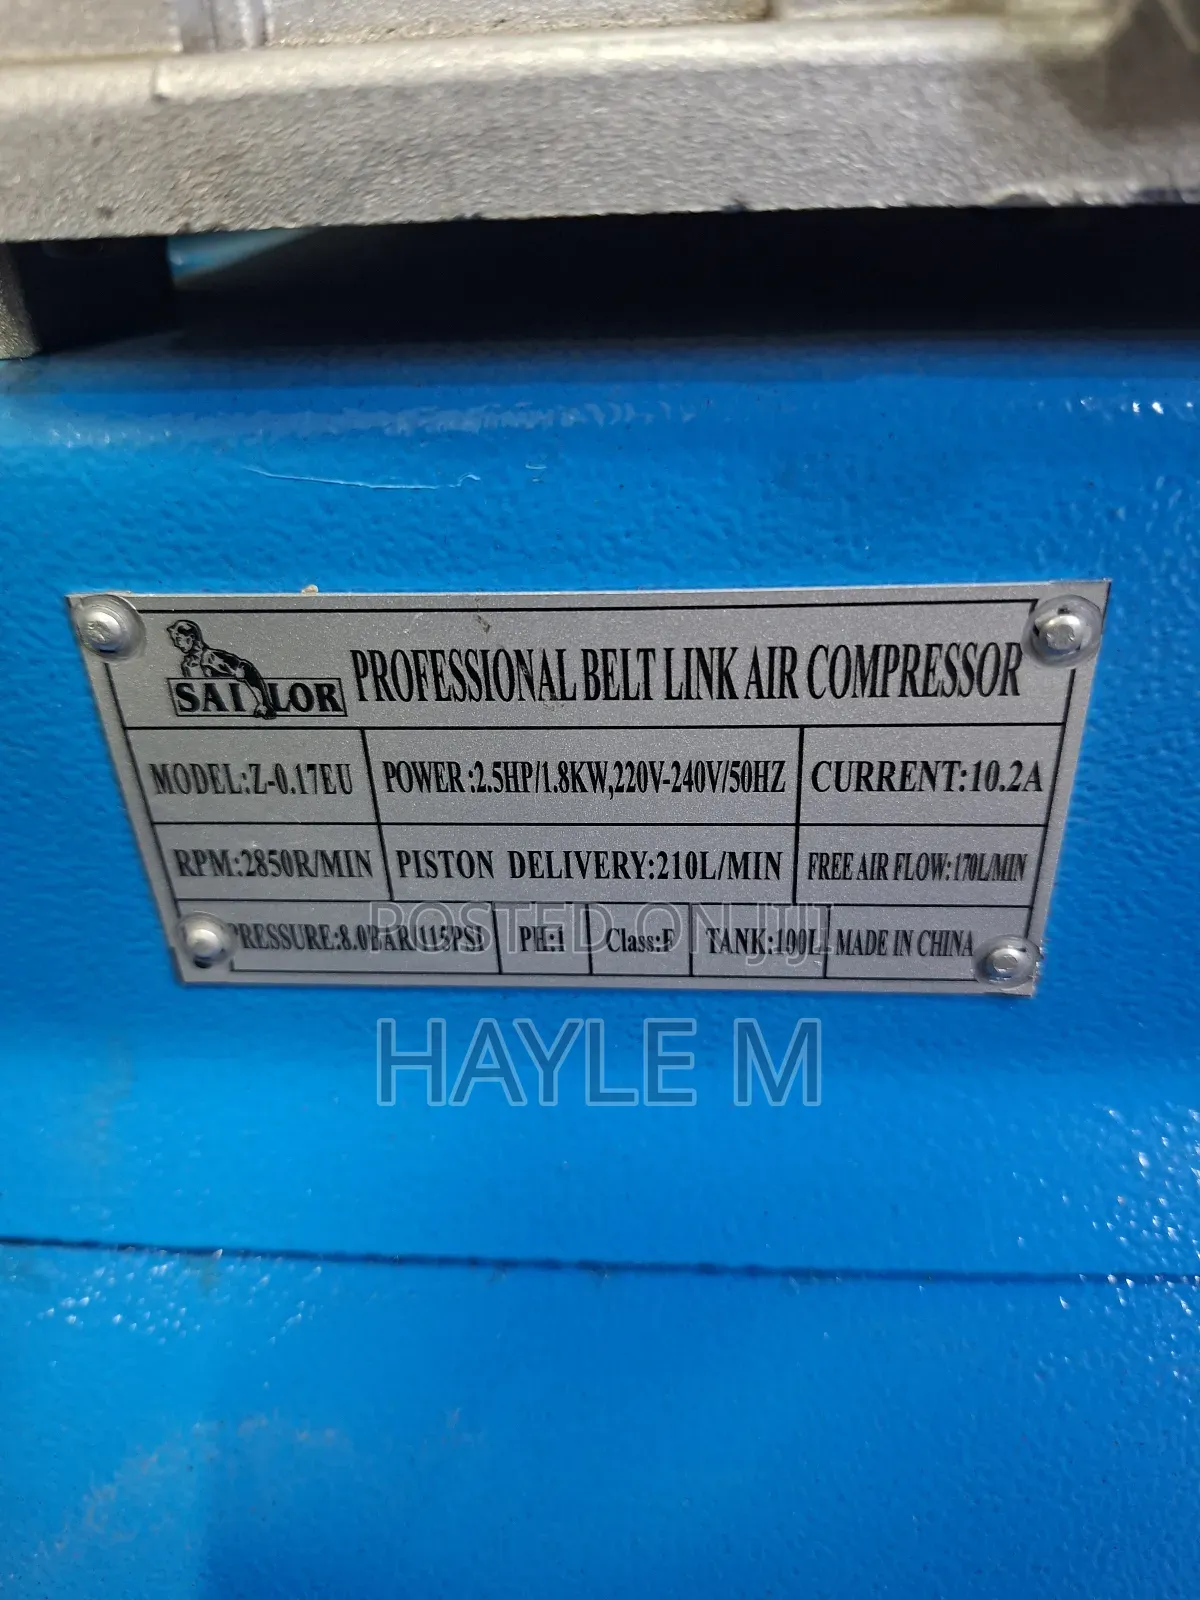 SAILOR PROFESSIONAL BELT LINK AIR COMPRESSOR
MODEL:Z-0.17EU POWER:2.5HP/1.8KW,220V-240V/50HZ CURRENT:10.2A
RPM:2850R/MIN PISTON DELIVERY:210L/MIN FREE AIR FLOW:170L/MIN
PRESSURE:8.0BAR/115PSI PH:1 Class:F TANK:100L MADE IN CHINA
POSTED ON JIJI
HAYLE M